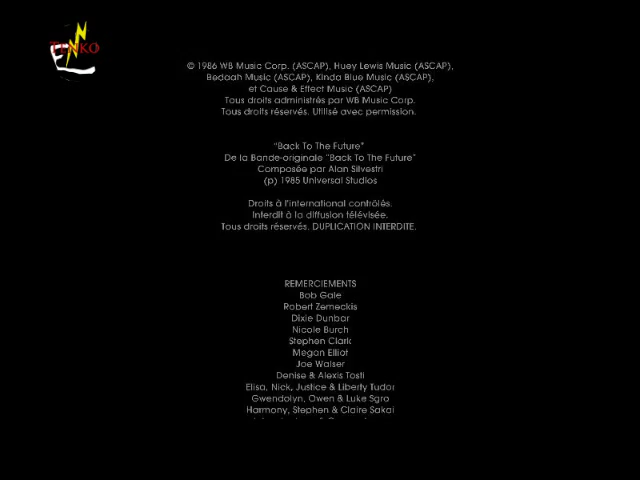 TENKO
© 1986 WB Music Corp. (ASCAP), Huey Lewis Music (ASCAP),
Bedaah Music (ASCAP), Kinda Blue Music (ASCAP),
et Cause & Effect Music (ASCAP)
Tous droits administrés par WB Music Corp.
Tous droits réservés. Utilisé avec permission.
"Back To The Future"
De la Bande-originale "Back To The Future"
Composée par Alan Silvestri
(p) 1985 Universal Studios
Droits à l'international contrôlés.
Interdit à la diffusion télévisée.
Tous droits réservés. DUPLICATION INTERDITE.
REMERCIEMENTS
Bob Gale
Robert Zemeckis
Dixie Dunbar
Nicole Burch
Stephen Clark
Megan Elliot
Joe Walser
Denise & Alexis Tosti
Elisa, Nick, Justice & Liberty Tudor
Gwendolyn, Owen & Luke Sgro
Harmony, Stephen & Claire Sakai